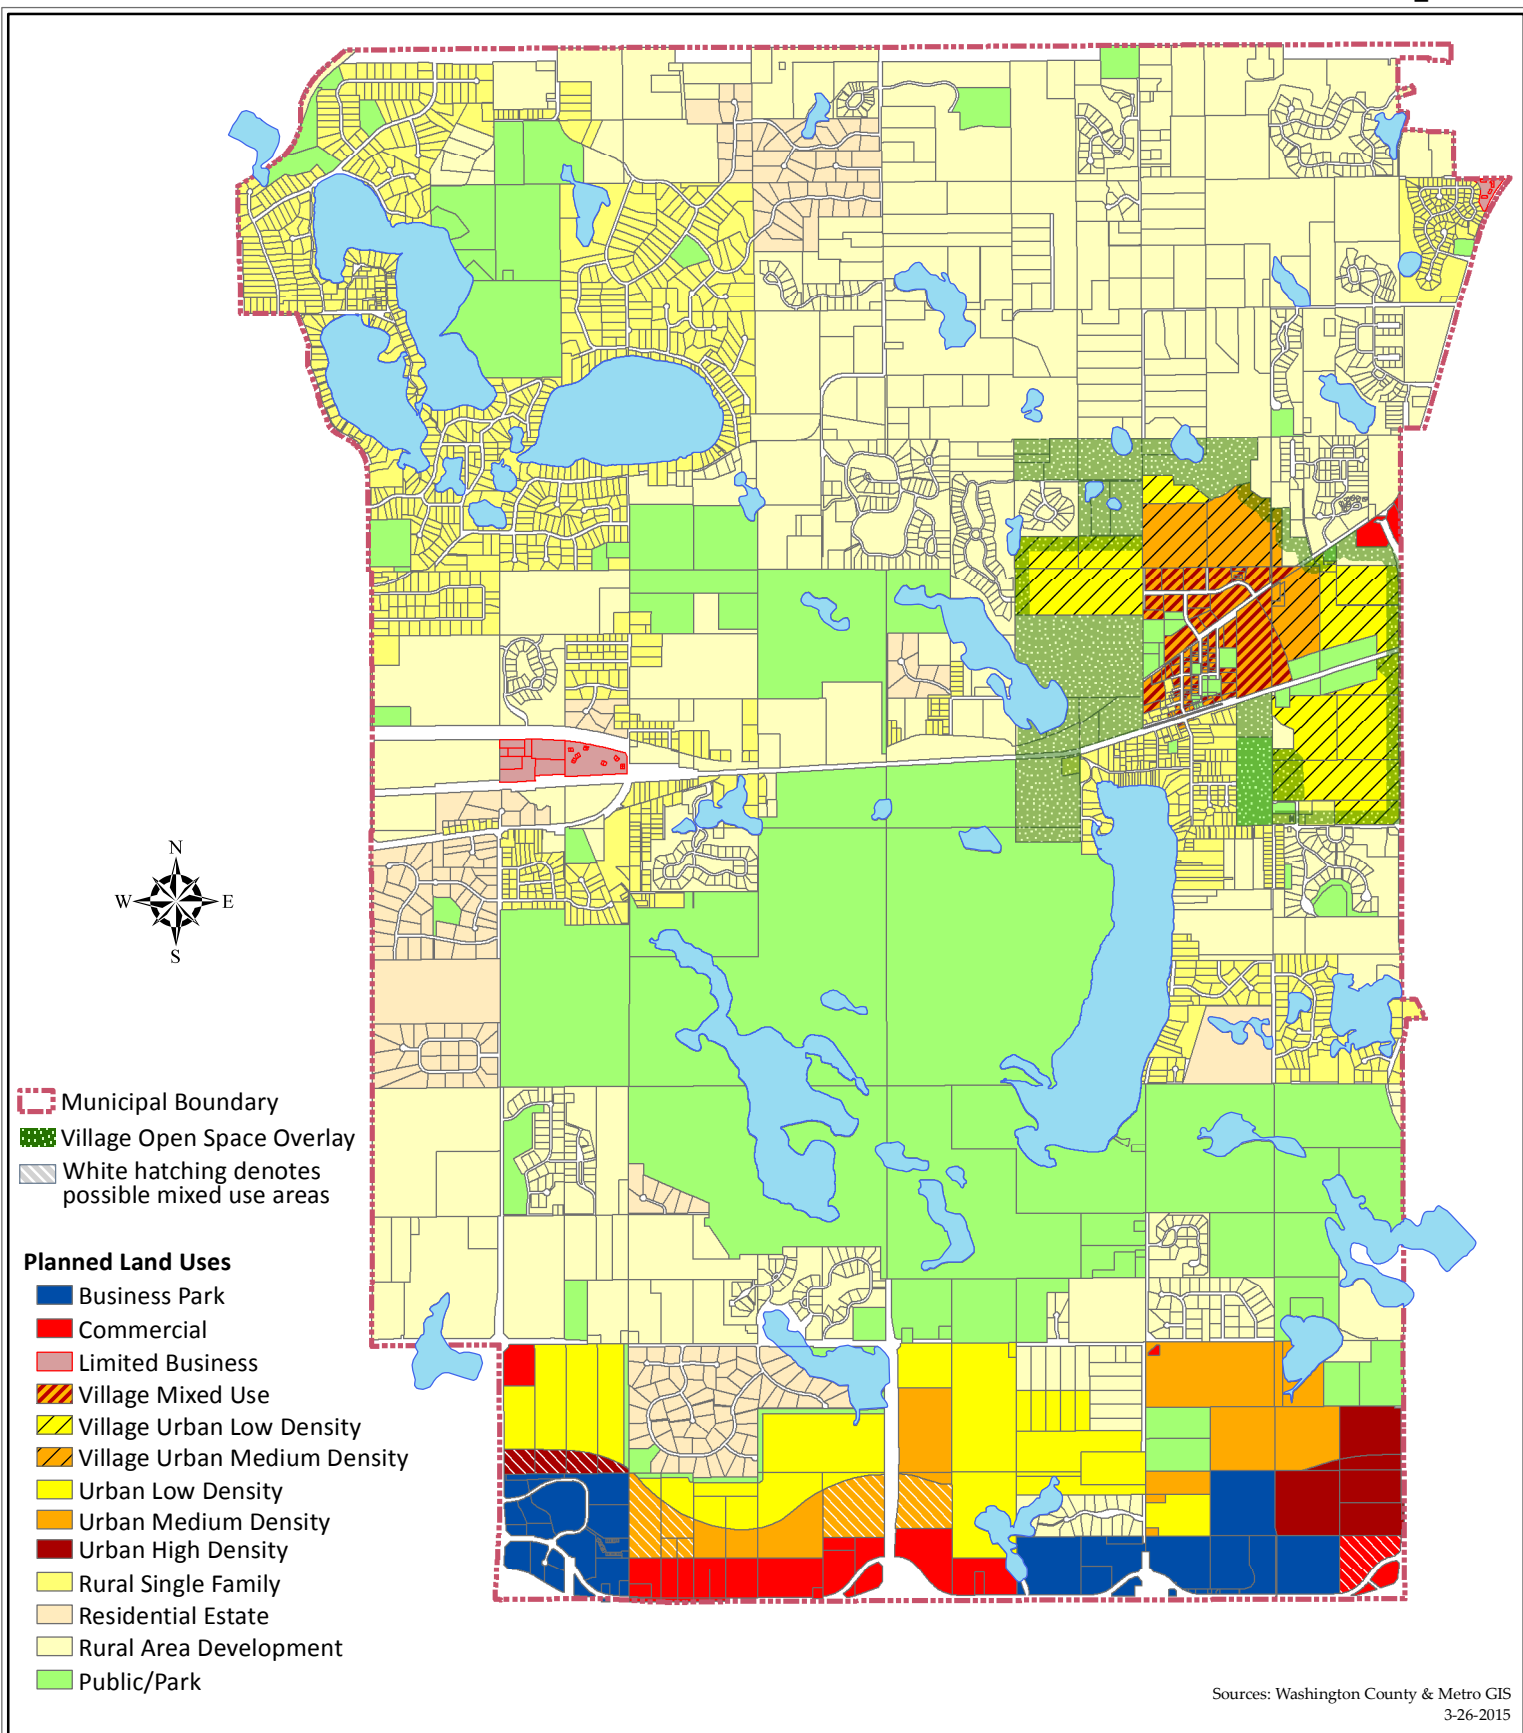 N
W E
S
Municipal Boundary
Village Open Space Overlay
White hatching denotes
possible mixed use areas
Planned Land Uses
Business Park
Commercial
Limited Business
Village Mixed Use
Village Urban Low Density
Village Urban Medium Density
Urban Low Density
Urban Medium Density
Urban High Density
Rural Single Family
Residential Estate
Rural Area Development
Public/Park
Sources: Washington County & Metro GIS
3-26-2015